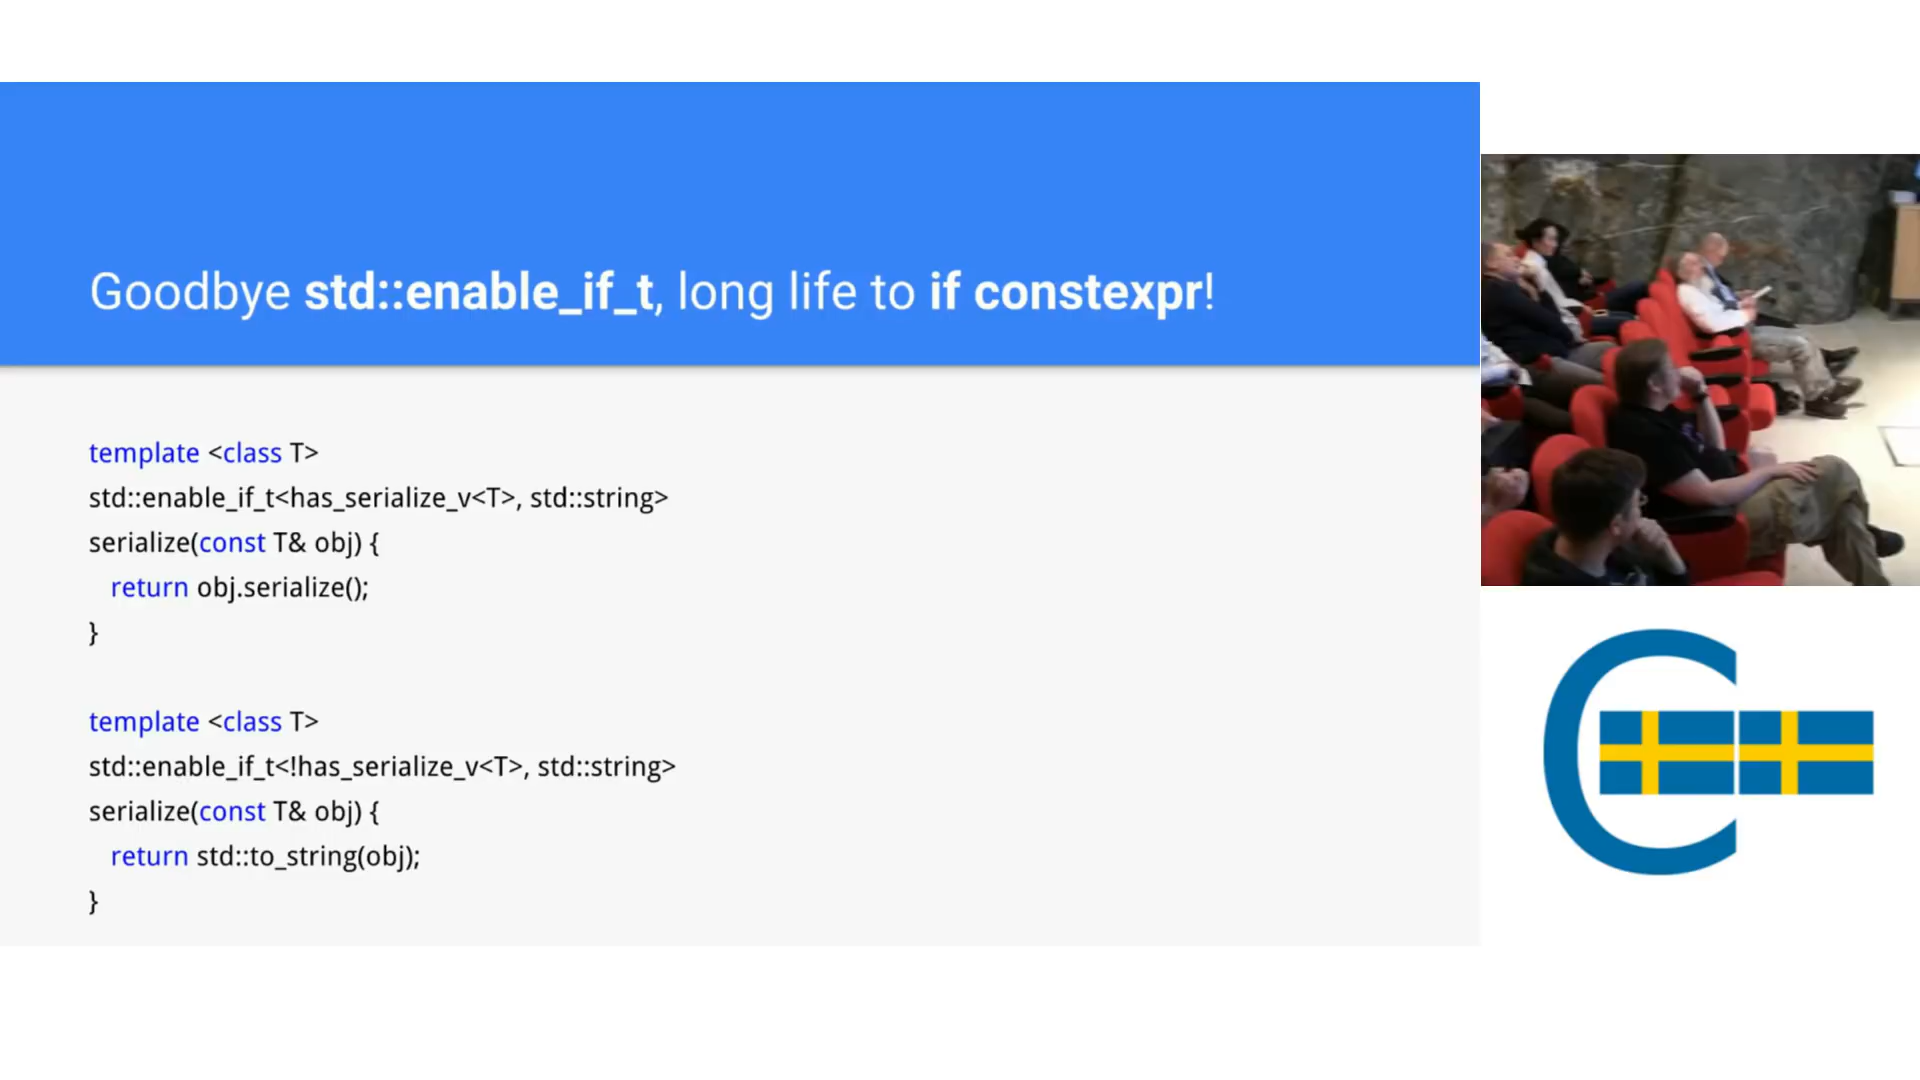 Goodbye std::enable_if_t, long life to if constexpr!
template <class T>
std::enable_if_t<has_serialize_v<T>, std::string>
serialize(const T& obj) {
return obj.serialize();
}
template <class T>
std::enable_if_t<!has_serialize_v<T>, std::string>
serialize(const T& obj) {
return std::to_string(obj);
}
C